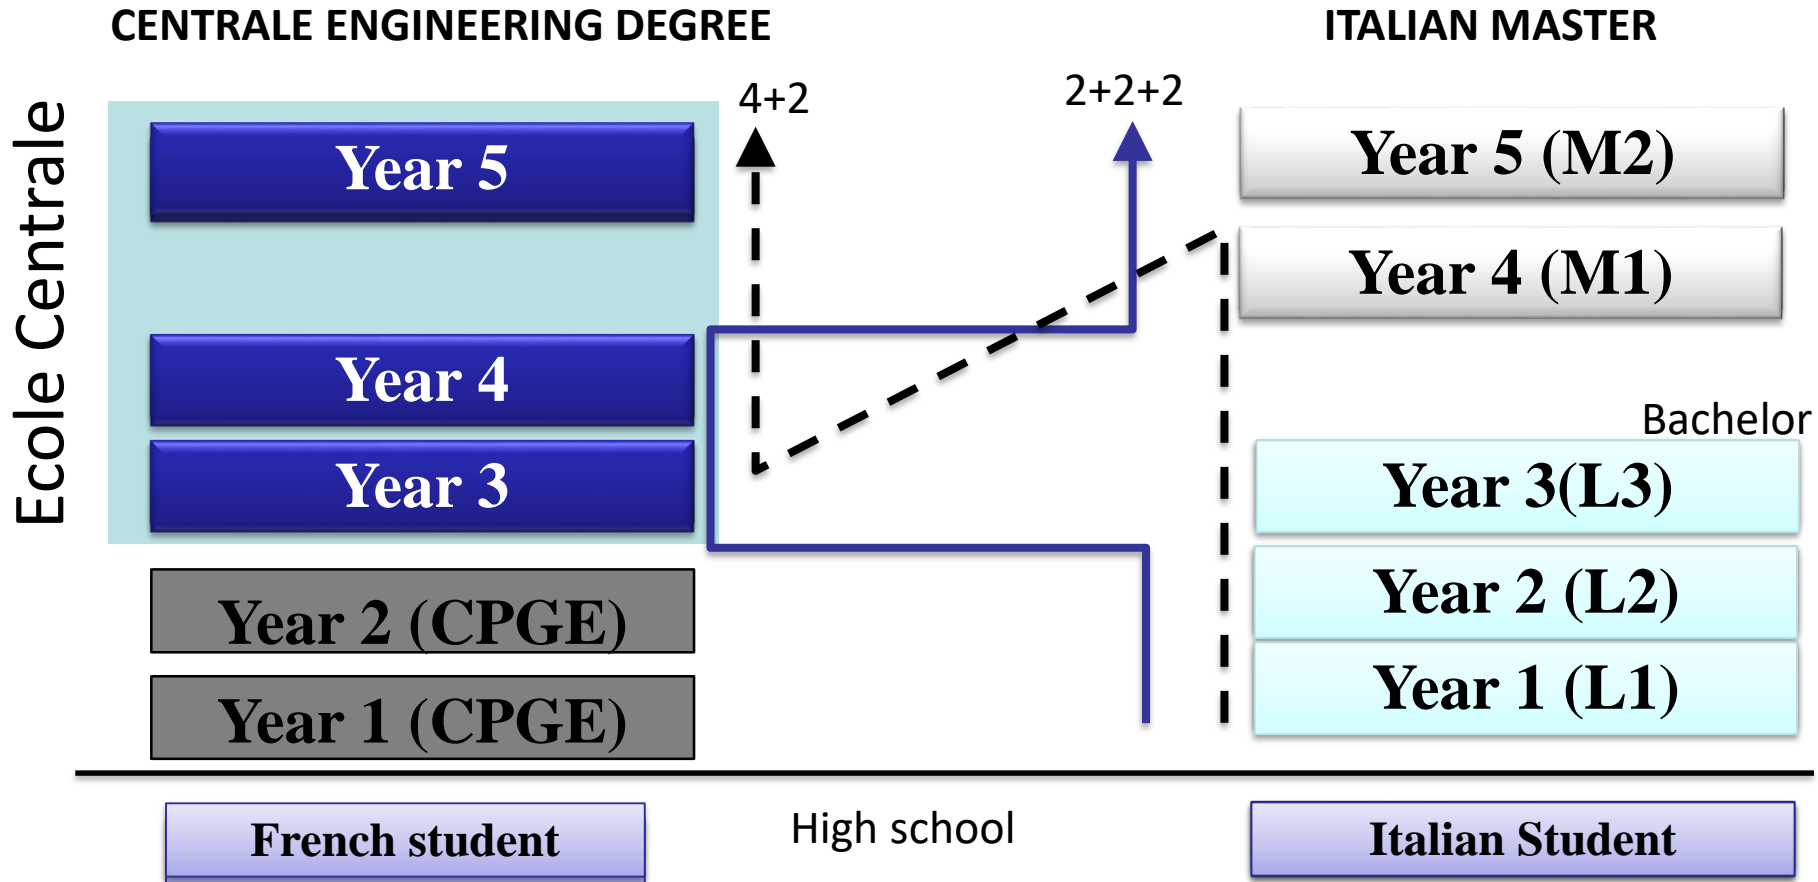 CENTRALE ENGINEERING DEGREE
ITALIAN MASTER
4+2
2+2+2
Ecole Centrale
Year 5
Year 4
Year 3
Year 2 (CPGE)
Year 1 (CPGE)
Year 5 (M2)
Year 4 (M1)
Bachelor
Year 3(L3)
Year 2 (L2)
Year 1 (L1)
French student
High school
Italian Student